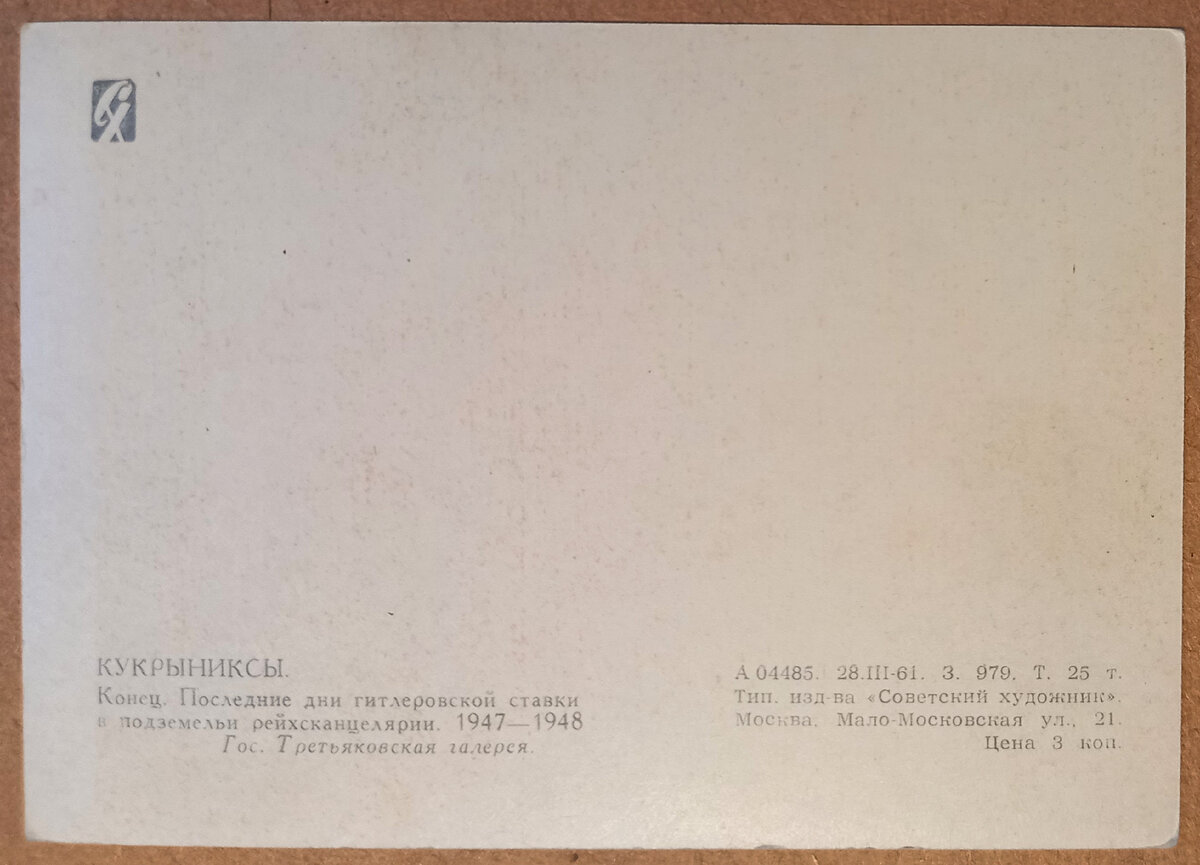 СХ
КУКРЫНИКСЫ.
Конец. Последние дни гитлеровской ставки
в подземельи рейхсканцелярии. 1947—1948
Гос. Третьяковская галерея.
А 04485. 28.III-61. З. 979. Т. 25 т.
Тип. изд-ва «Советский художник».
Москва. Мало-Московская ул., 21.
Цена 3 коп.